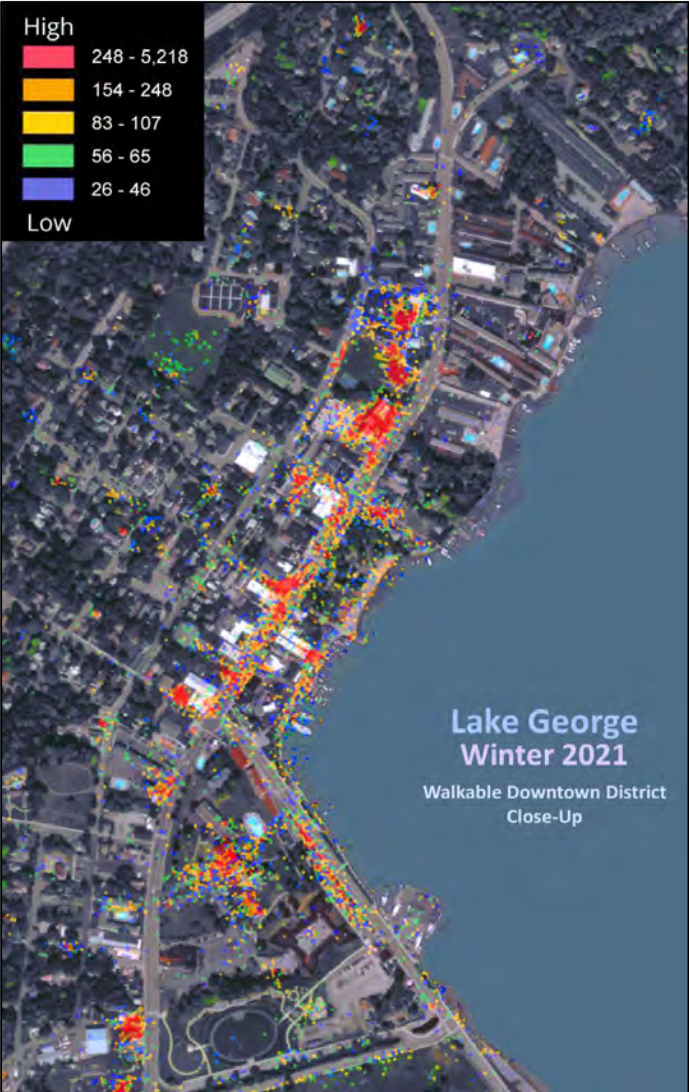 High
248 - 5,218
154 - 248
83 - 107
56 - 65
26 - 46
Low
Lake George
Winter 2021
Walkable Downtown District
Close-Up